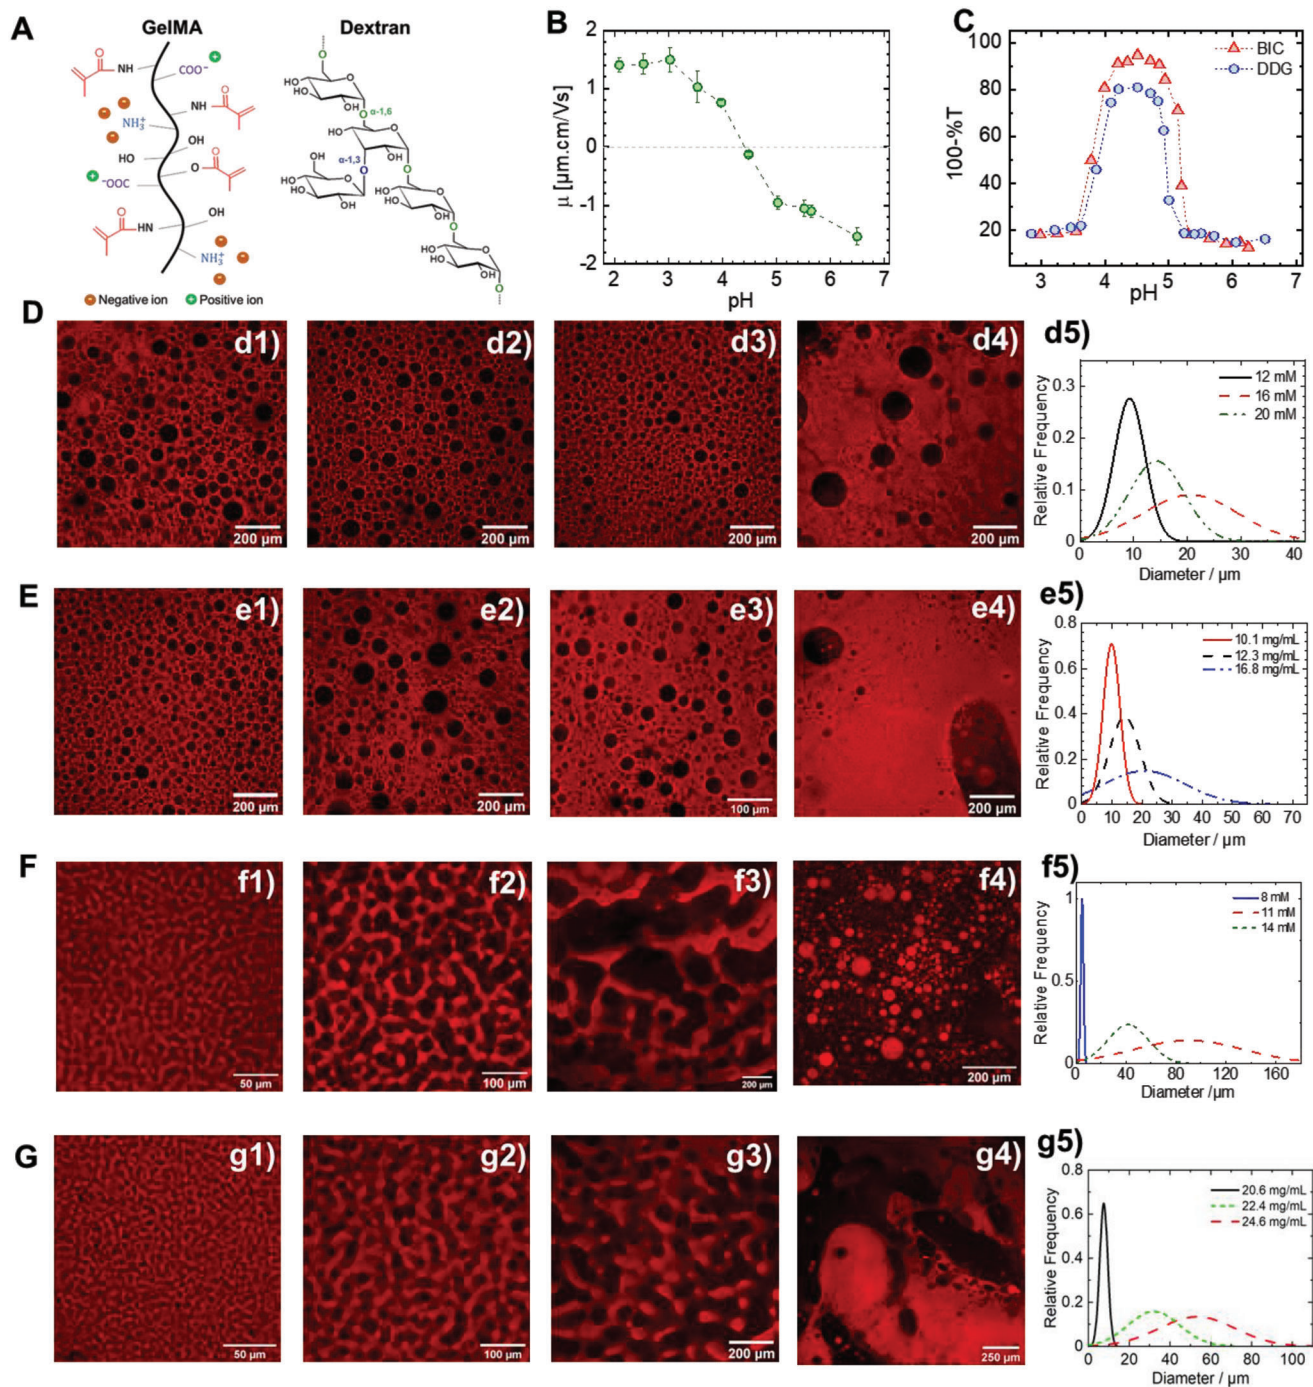 A
GelMA
Dextran
O
NH
COO⁻
+
NH
O
NH₃⁺
OH
HO
O
O
⁻OOC
+
O
HN
OH
NH₃⁺
Negative ion
Positive ion
α-1,6
α-1,3
B
2
1
0
-1
-2
μ [μm.cm/Vs]
2 3 4 5 6 7
pH
C
100
80
60
40
20
100-%T
BIC
DDG
3 4 5 6 7
pH
D
d1)
200 μm
d2)
200 μm
d3)
200 μm
d4)
200 μm
d5)
Relative Frequency
0.3
0.2
0.1
0
12 mM
16 mM
20 mM
0 10 20 30 40
Diameter / μm
E
e1)
200 μm
e2)
200 μm
e3)
100 μm
e4)
200 μm
e5)
Relative Frequency
0.8
0.6
0.4
0.2
0
10.1 mg/mL
12.3 mg/mL
16.8 mg/mL
0 10 20 30 40 50 60 70
Diameter / μm
F
f1)
50 μm
f2)
100 μm
f3)
200 μm
f4)
200 μm
f5)
Relative Frequency
1
0.5
0
8 mM
11 mM
14 mM
0 40 80 120 160
Diameter /μm
G
g1)
50 μm
g2)
100 μm
g3)
200 μm
g4)
250 μm
g5)
Relative Frequency
0.8
0.6
0.4
0.2
0
20.6 mg/mL
22.4 mg/mL
24.6 mg/mL
0 20 40 60 80 100
Diameter / μm